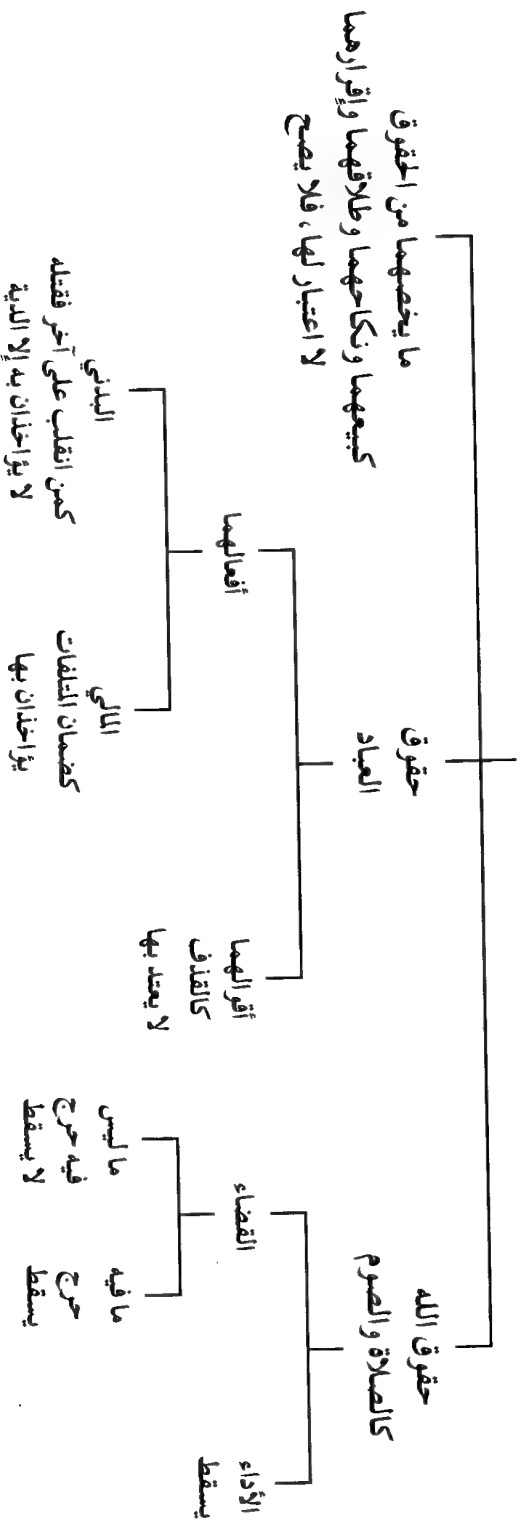 حقوق الله
كالصلاة والصوم
الأداء
يسقط
القضاء
ما فيه
حرج
يسقط
ما ليس
فيه حرج
لا يسقط
حقوق
العباد
أقوالهما
كالقذف
لا يعتد بها
أفعالهما
المالي
كضمان المتلفات
يؤاخذان بها
البدني
كمن انقلب على آخر فقتله
لا يؤاخذان به إلا الدية
ما يخصهما من الحقوق
كبيعهما ونكاحهما وطلاقهما وإقرارهما
لا اعتبار لها، فلا يصح